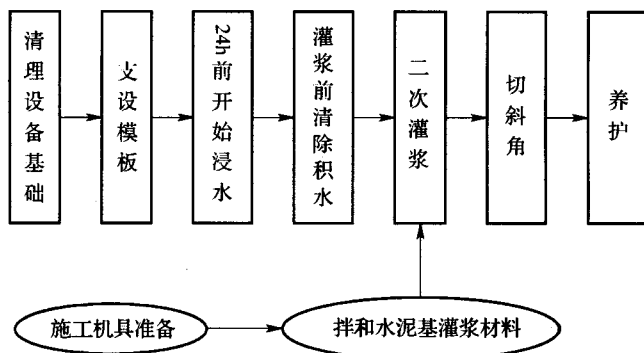 清理设备基础
支设模板
24h前开始浸水
灌浆前清除积水
二次灌浆
切斜角
养护
施工机具准备
拌和水泥基灌浆材料